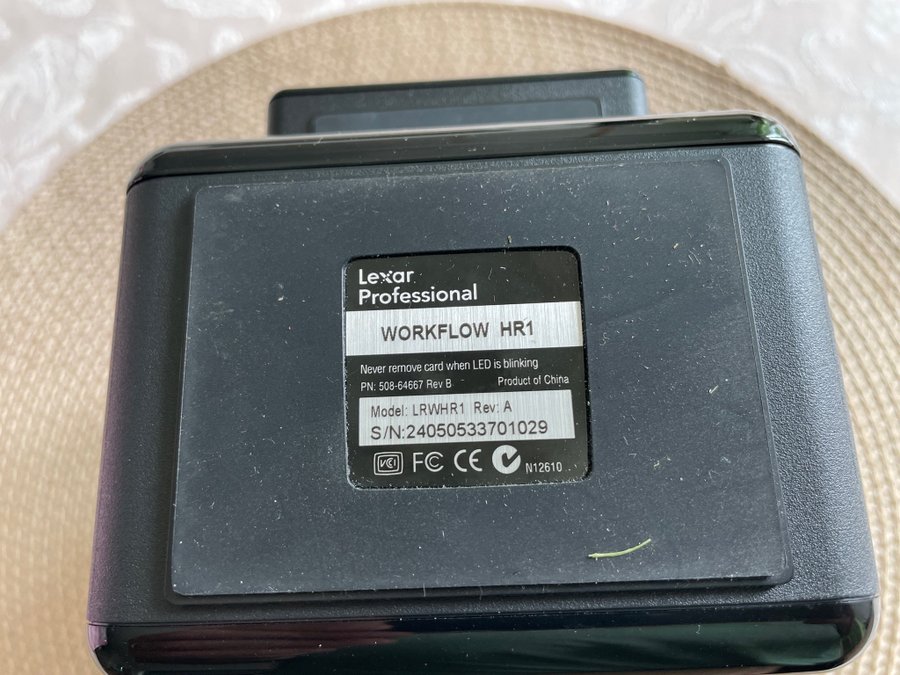 Lexar
Professional
WORKFLOW HR1
Never remove card when LED is blinking
PN: 508-64667 Rev B Product of China
Model: LRWHR1 Rev: A
S/N:24050533701029
VCI FC CE N12610